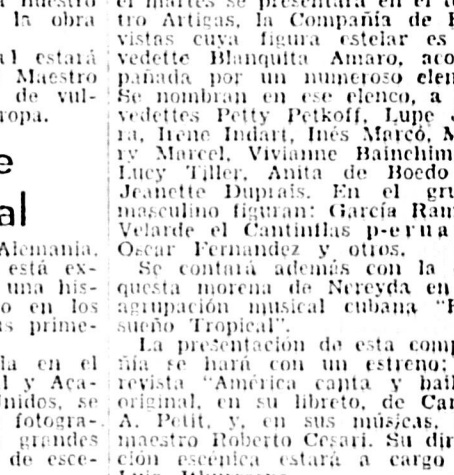 la obra
estará
Maestro
de vul-
ropa.
e
al
Alemania,
está ex-
una his-
o en los
s prime-
la en el
l y Aca-
nidos, se
fotogra-
grandes
de esce-
el martes se presentará en el
tro Artigas, la Compañía de
vistas cuya figura estelar es
vedette Blanquita Amaro, aco
pañada por un numeroso elen
Se nombran en ese elenco, a
vedettes Petty Petkoff, Lupe
ra, Irene Indart, Inés Marcó, M
ry Marcel, Vivianne Bainchim
Lucy Tiller, Anita de Boedo
Jeanette Duprais. En el gru
masculino figuran: García Ram
Velarde el Cantinflas p-erua
Oscar Fernandez y otros.
Se contará además con la
questa morena de Nereyda en
agrupación musical cubana
sueño Tropical".
La presentación de esta comp
ñía se hará con un estreno:
revista "América canta y bail
original, en su libreto, de Car
A. Petit, y, en sus músicas,
maestro Roberto Cesari. Su dir
ción escénica estará a cargo